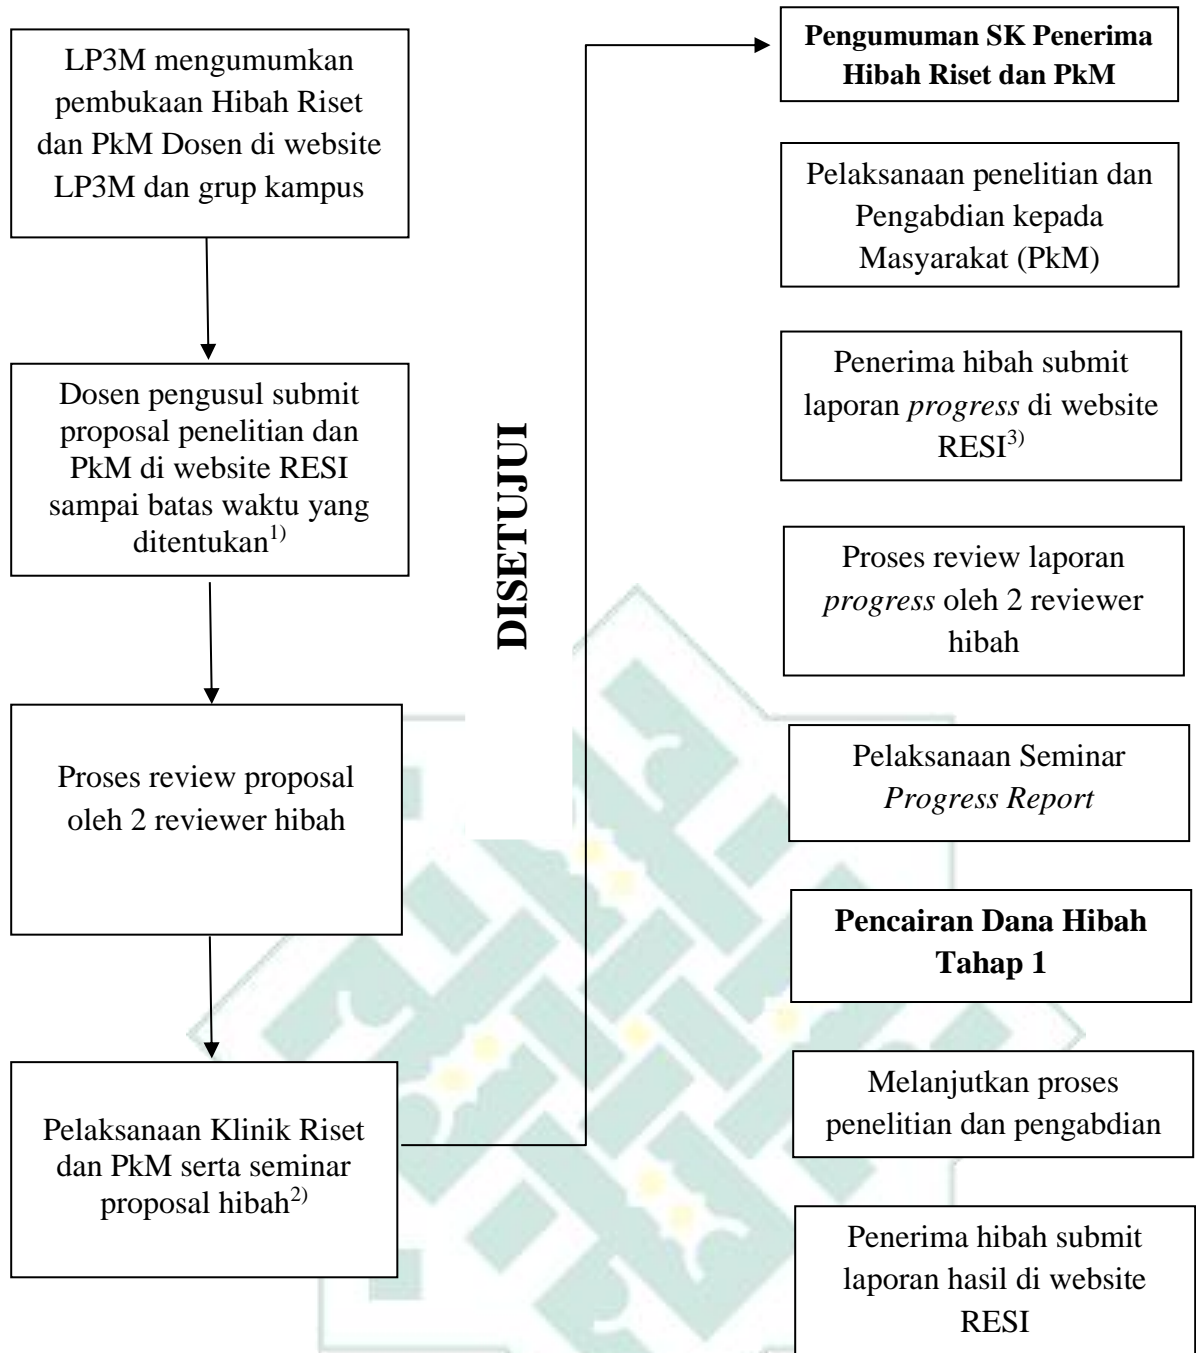 LP3M mengumumkan
pembukaan Hibah Riset
dan PkM Dosen di website
LP3M dan grup kampus
Dosen pengusul submit
proposal penelitian dan
PkM di website RESI
sampai batas waktu yang
ditentukan1)
Proses review proposal
oleh 2 reviewer hibah
Pelaksanaan Klinik Riset
dan PkM serta seminar
proposal hibah2)
DISETUJUI
Pengumuman SK Penerima
Hibah Riset dan PkM
Pelaksanaan penelitian dan
Pengabdian kepada
Masyarakat (PkM)
Penerima hibah submit
laporan progress di website
RESI3)
Proses review laporan
progress oleh 2 reviewer
hibah
Pelaksanaan Seminar
Progress Report
Pencairan Dana Hibah
Tahap 1
Melanjutkan proses
penelitian dan pengabdian
Penerima hibah submit
laporan hasil di website
RESI